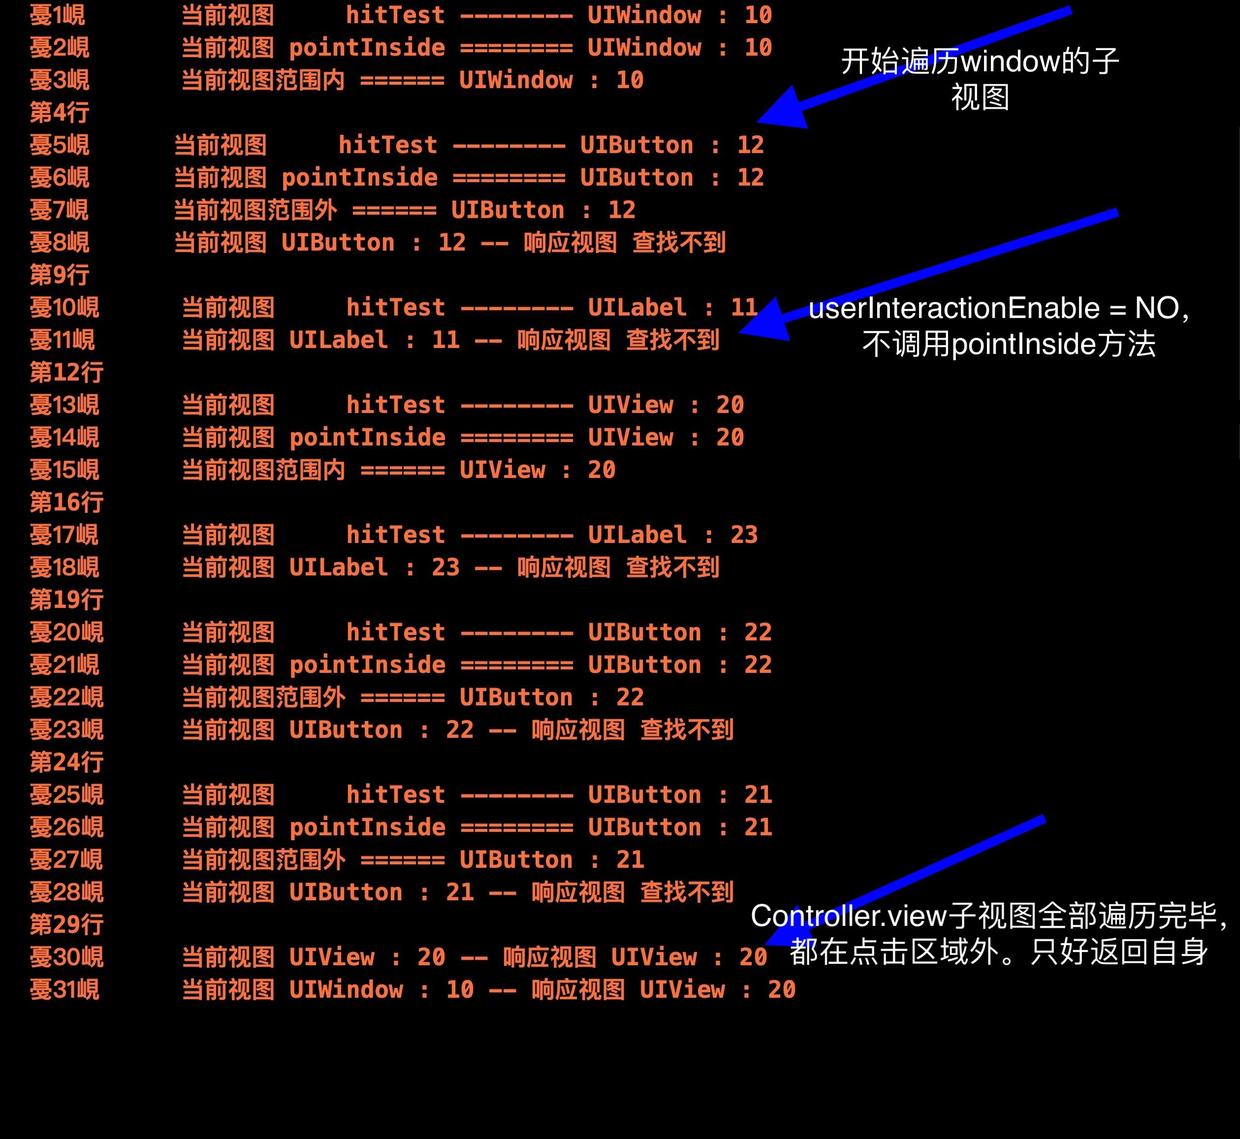 戞1峴 当前视图 hitTest -------- UIWindow : 10
戞2峴 当前视图 pointInside ======== UIWindow : 10
戞3峴 当前视图范围内 ====== UIWindow : 10
第4行
戞5峴 当前视图 hitTest -------- UIButton : 12
戞6峴 当前视图 pointInside ======== UIButton : 12
戞7峴 当前视图范围外 ====== UIButton : 12
戞8峴 当前视图 UIButton : 12 -- 响应视图 查找不到
第9行
戞10峴 当前视图 hitTest -------- UILabel : 11
戞11峴 当前视图 UILabel : 11 -- 响应视图 查找不到
第12行
戞13峴 当前视图 hitTest -------- UIView : 20
戞14峴 当前视图 pointInside ======== UIView : 20
戞15峴 当前视图范围内 ====== UIView : 20
第16行
戞17峴 当前视图 hitTest -------- UILabel : 23
戞18峴 当前视图 UILabel : 23 -- 响应视图 查找不到
第19行
戞20峴 当前视图 hitTest -------- UIButton : 22
戞21峴 当前视图 pointInside ======== UIButton : 22
戞22峴 当前视图范围外 ====== UIButton : 22
戞23峴 当前视图 UIButton : 22 -- 响应视图 查找不到
第24行
戞25峴 当前视图 hitTest -------- UIButton : 21
戞26峴 当前视图 pointInside ======== UIButton : 21
戞27峴 当前视图范围外 ====== UIButton : 21
戞28峴 当前视图 UIButton : 21 -- 响应视图 查找不到
第29行
戞30峴 当前视图 UIView : 20 -- 响应视图 UIView : 20
戞31峴 当前视图 UIWindow : 10 -- 响应视图 UIView : 20
开始遍历window的子
视图
userInteractionEnable = NO，
不调用pointInside方法
Controller.view子视图全部遍历完毕，
都在点击区域外。只好返回自身